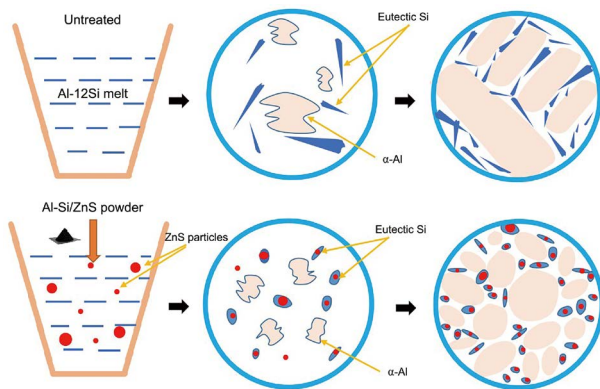 Untreated
Al-12Si melt
Eutectic Si
α-Al
Al-Si/ZnS powder
ZnS particles
Eutectic Si
α-Al